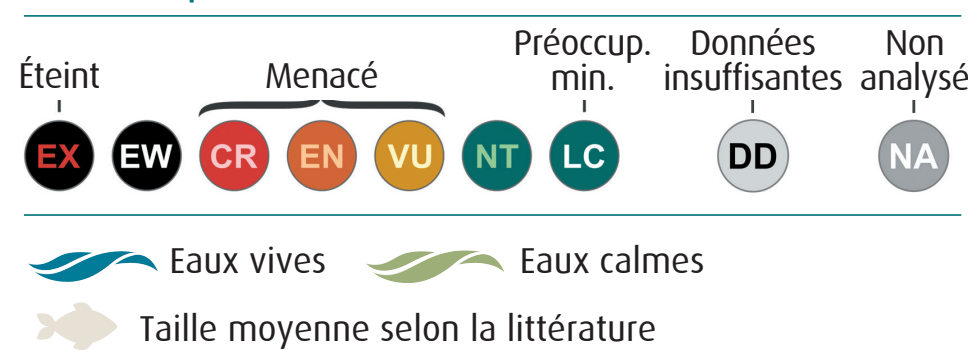 Préoccup. Données Non
Éteint Menacé min. insuffisantes analysé
EX EW CR EN VU NT LC DD NA
Eaux vives Eaux calmes
Taille moyenne selon la littérature